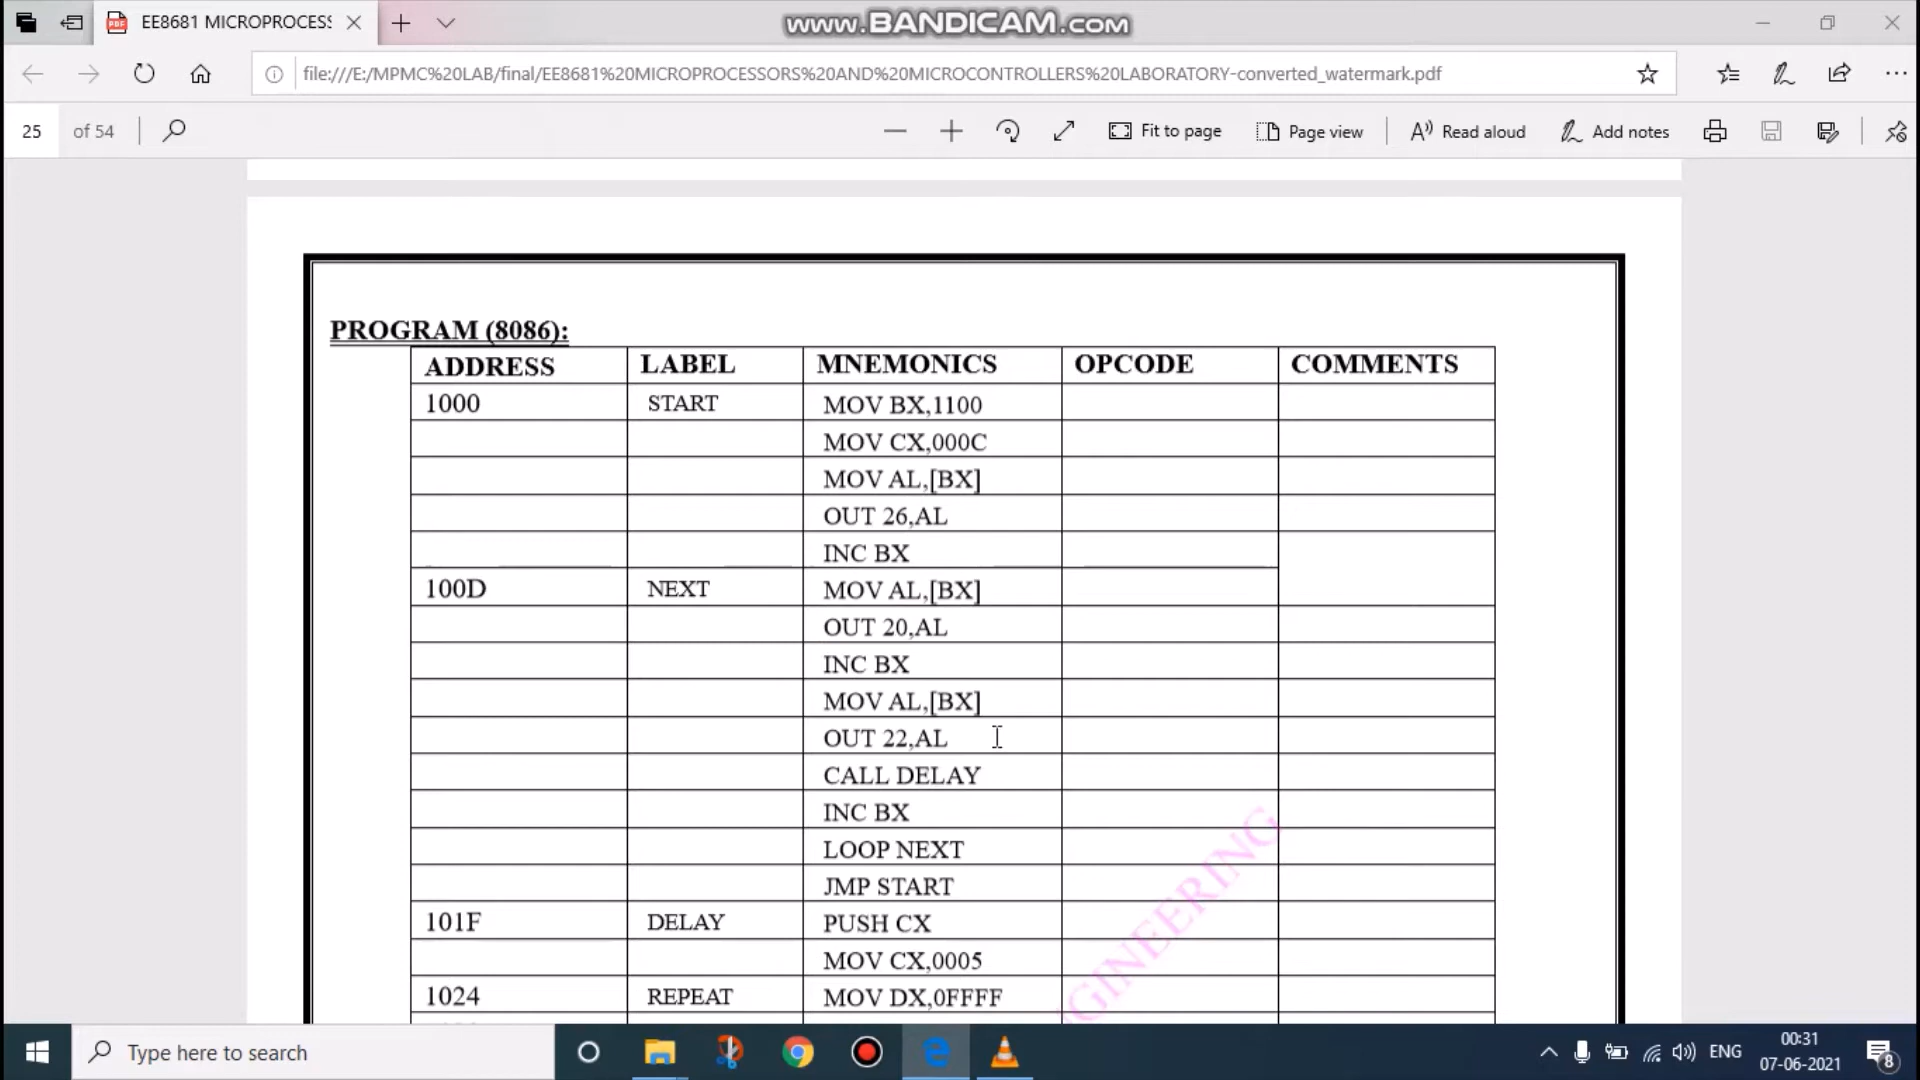 EE8681 MICROPROCESS
www.BANDICAM.com
file:///E:/MPMC%20LAB/final/EE8681%20MICROPROCESSORS%20AND%20MICROCONTROLLERS%20LABORATORY-converted_watermark.pdf
25 of 54 Fit to page Page view Read aloud Add notes
PROGRAM (8086):
ADDRESS LABEL MNEMONICS OPCODE COMMENTS
1000 START MOV BX,1100
MOV CX,000C
MOV AL,[BX]
OUT 26,AL
INC BX
100D NEXT MOV AL,[BX]
OUT 20,AL
INC BX
MOV AL,[BX]
OUT 22,AL
CALL DELAY
INC BX
LOOP NEXT
JMP START
101F DELAY PUSH CX
MOV CX,0005
1024 REPEAT MOV DX,0FFFF
Type here to search
ENG
00:31
07-06-2021
8